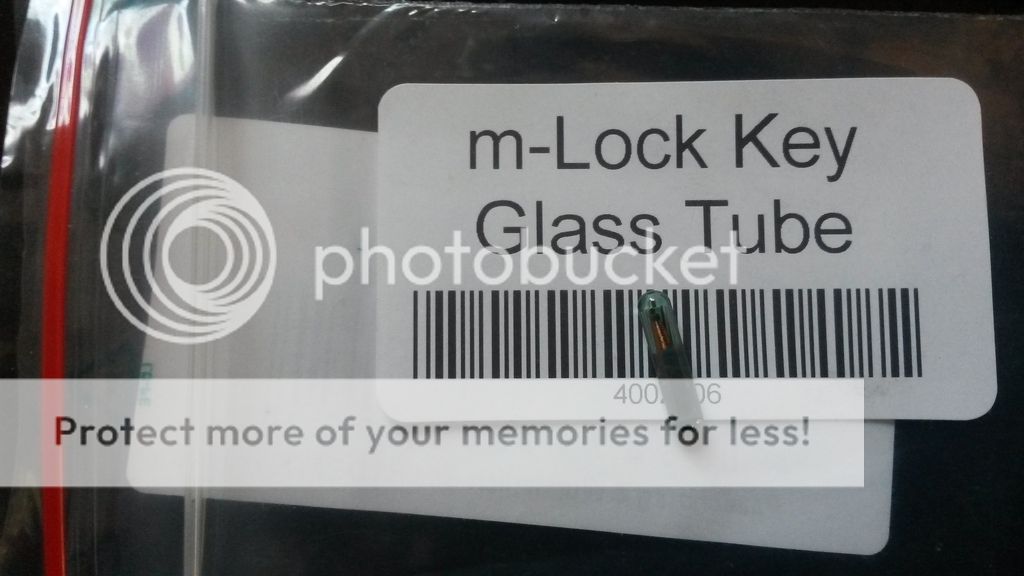 m-Lock Key
Glass Tube
photobucket
Protect more of your memories for less!